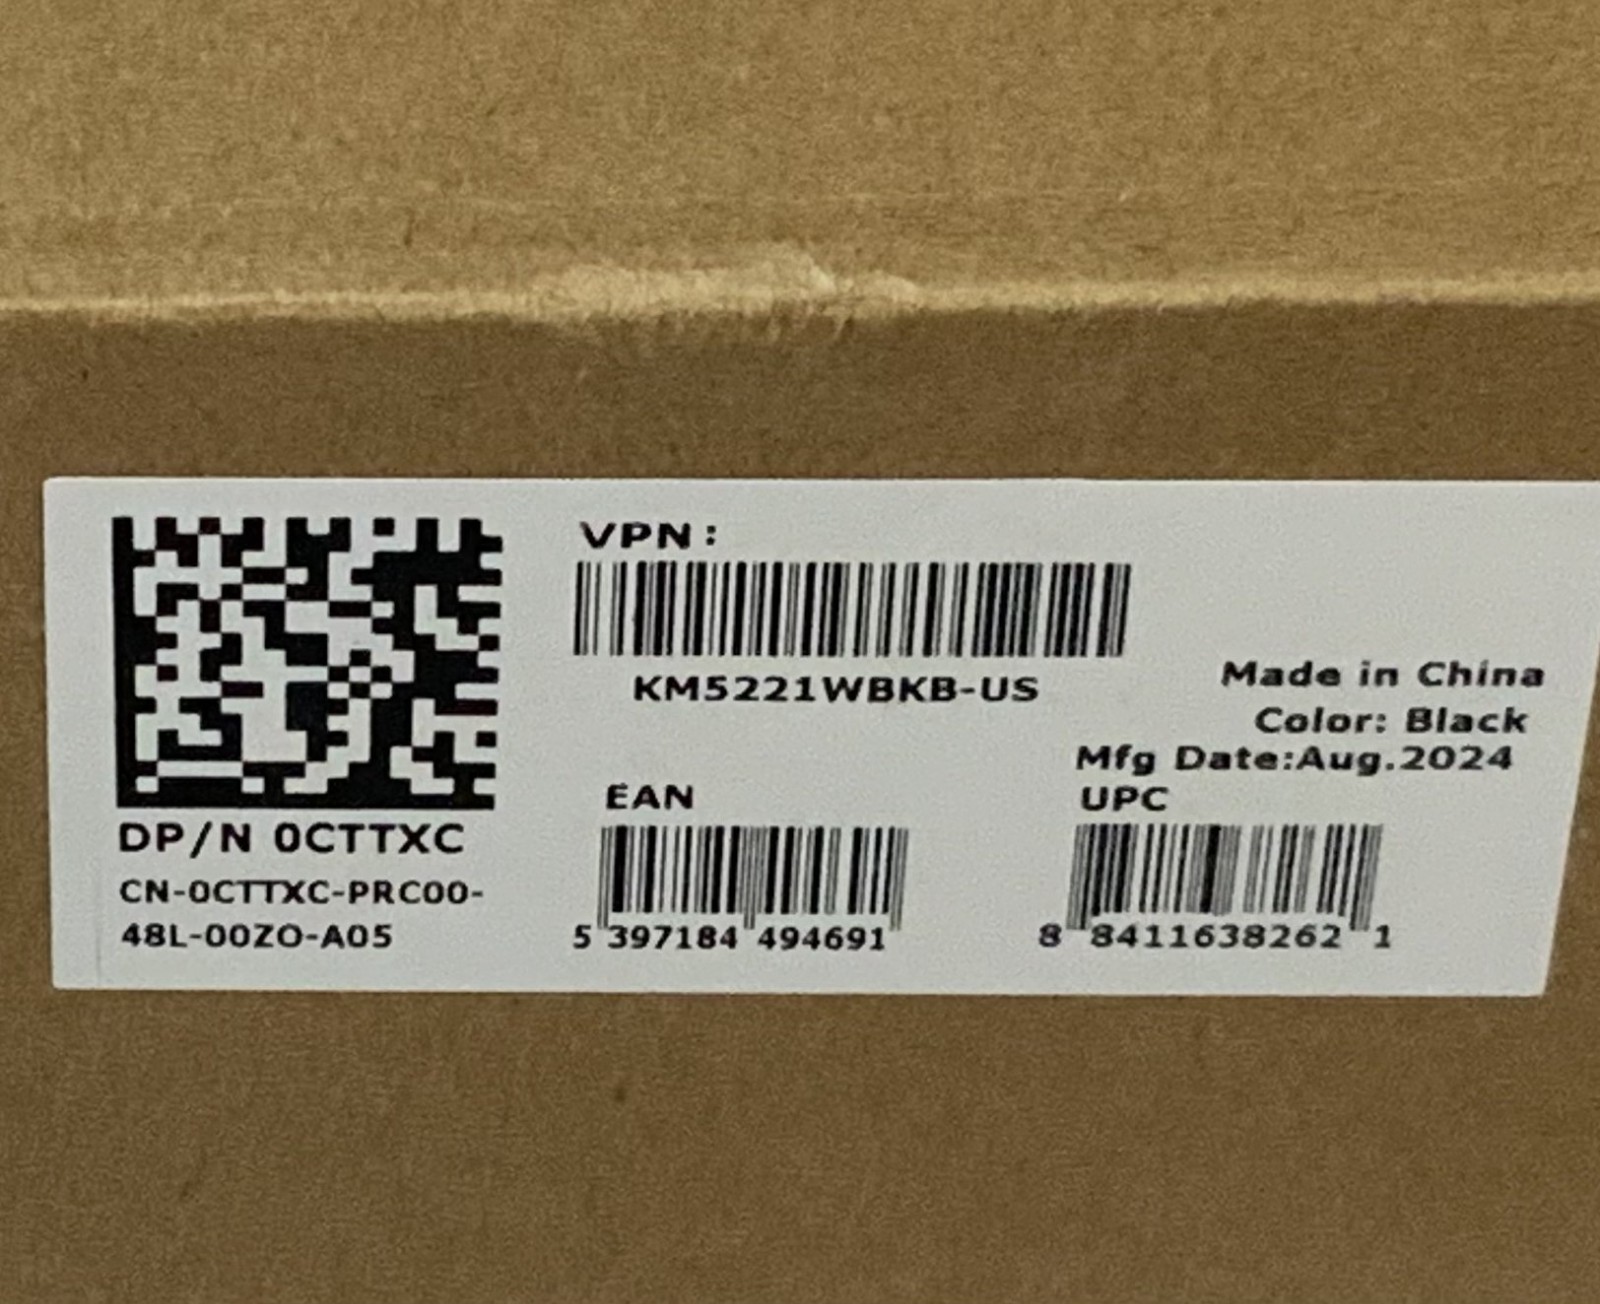 VPN:
KM5221WBKB-US
Made in China
Color: Black
Mfg Date:Aug.2024
DP/N 0CTTXC
CN-0CTTXC-PRC00-
48L-00ZO-A05
EAN
5 397184 494691
UPC
8 8411638262 1